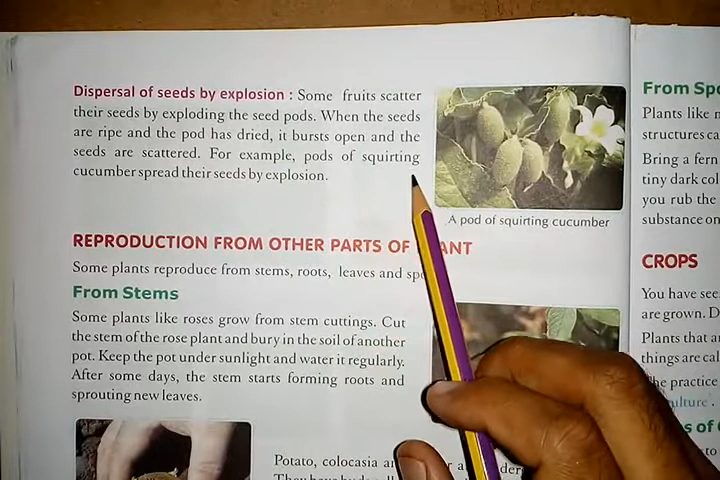 Dispersal of seeds by explosion : Some fruits scatter
their seeds by exploding the seed pods. When the seeds
are ripe and the pod has dried, it bursts open and the
seeds are scattered. For example, pods of squirting
cucumber spread their seeds by explosion.
A pod of squirting cucumber
REPRODUCTION FROM OTHER PARTS OF PLANT
Some plants reproduce from stems, roots, leaves and
From Stems
Some plants like roses grow from stem cuttings. Cut
the stem of the rose plant and bury in the soil of another
pot. Keep the pot under sunlight and water it regularly.
After some days, the stem starts forming roots and
sprouting new leaves.
Potato, colocasia
From
Plants like
structures
Bring a fern
tiny dark
you rub the
substance on
CROPS
You have
are grown.
Plants that
things are
the practice
of